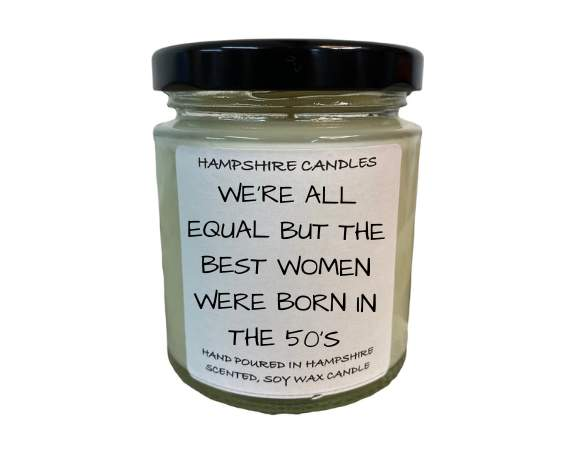 HAMPSHIRE CANDLES
WE'RE ALL
EQUAL BUT THE
BEST WOMEN
WERE BORN IN
THE 50'S
HAND POURED IN HAMPSHIRE
SCENTED, SOY WAX CANDLE